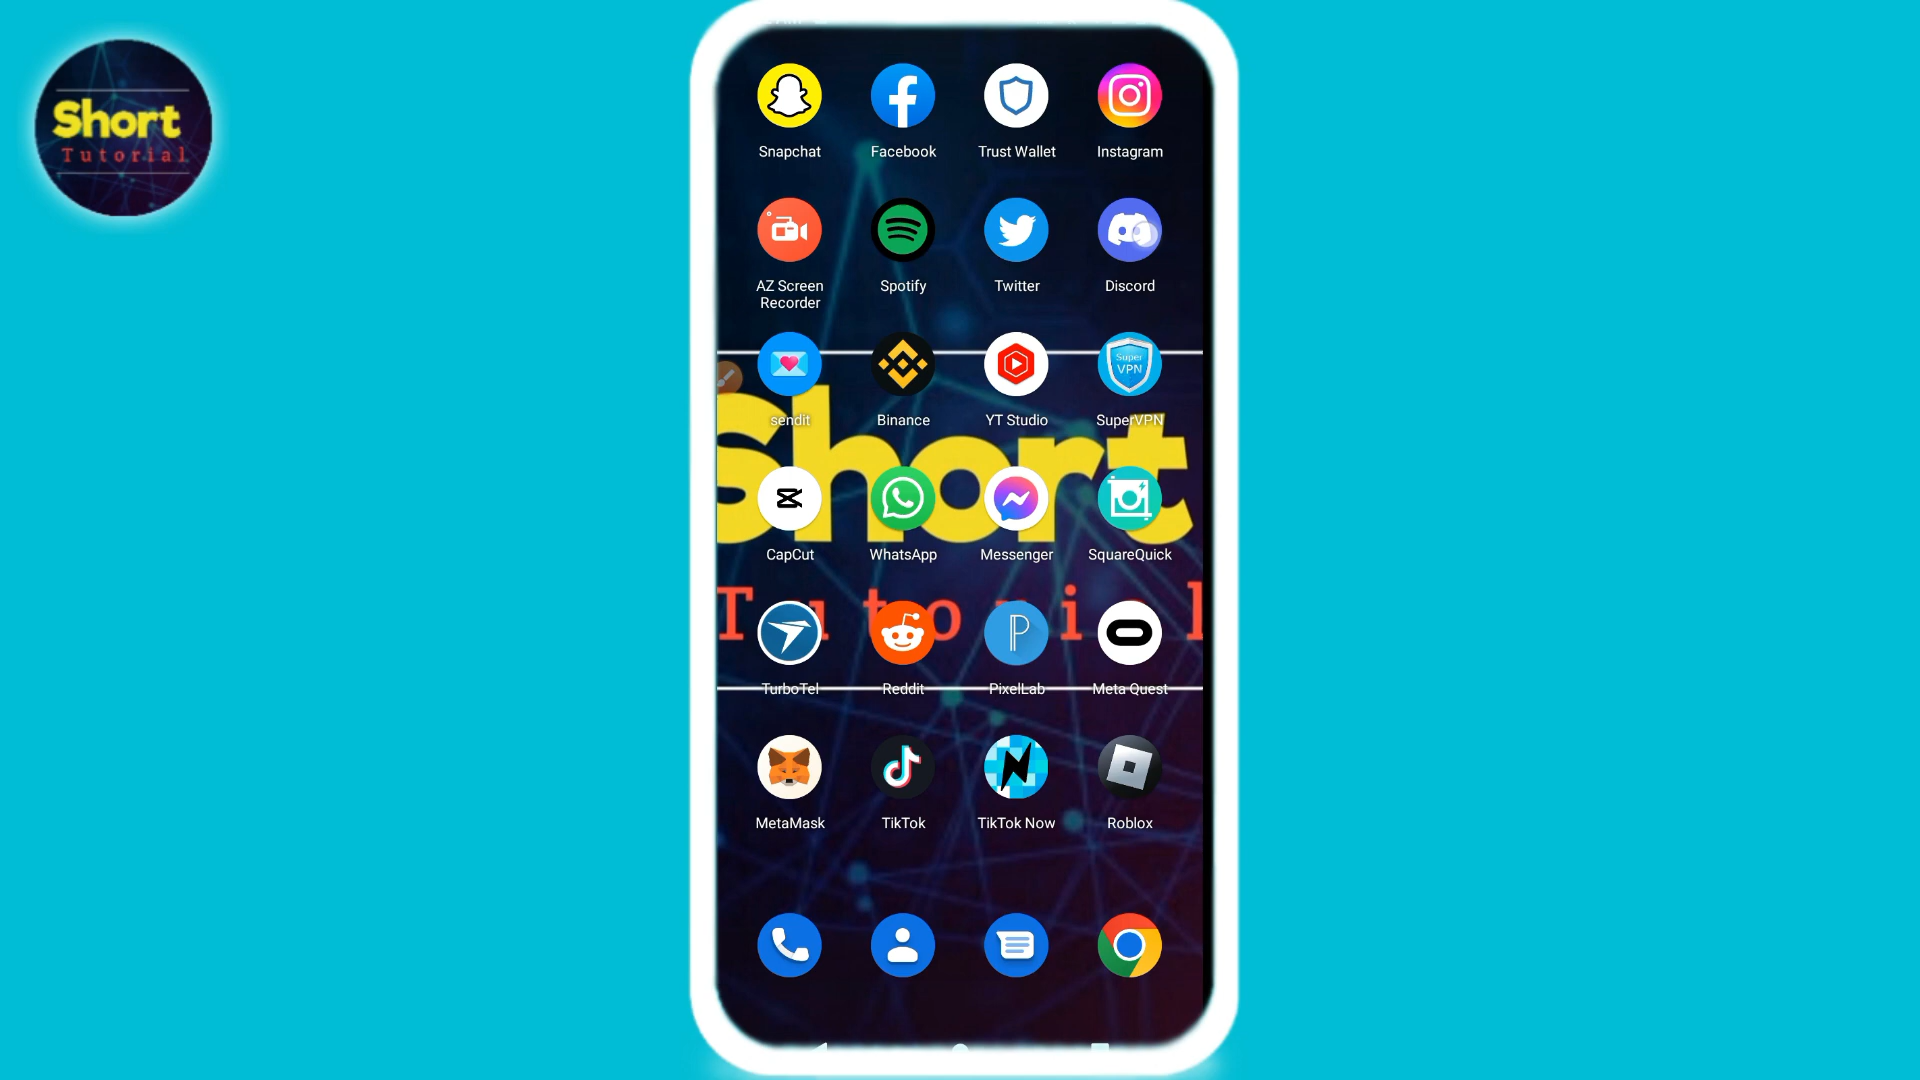 Short
Tutorial
Snapchat
Facebook
Trust Wallet
Instagram
AZ Screen
Recorder
Spotify
Twitter
Discord
Super
VPN
sendit
Binance
YT Studio
SuperVPN
Short
CapCut
WhatsApp
Messenger
SquareQuick
TurboTel
Reddit
PixelLab
Meta Quest
MetaMask
TikTok
TikTok Now
Roblox